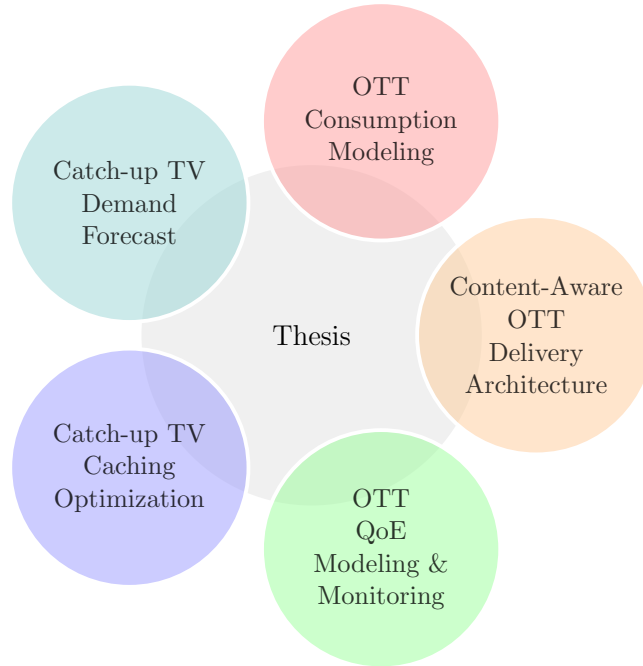 OTT
Consumption
Modeling
Catch-up TV
Demand
Forecast
Content-Aware
OTT
Delivery
Architecture
Thesis
Catch-up TV
Caching
Optimization
OTT
QoE
Modeling &
Monitoring